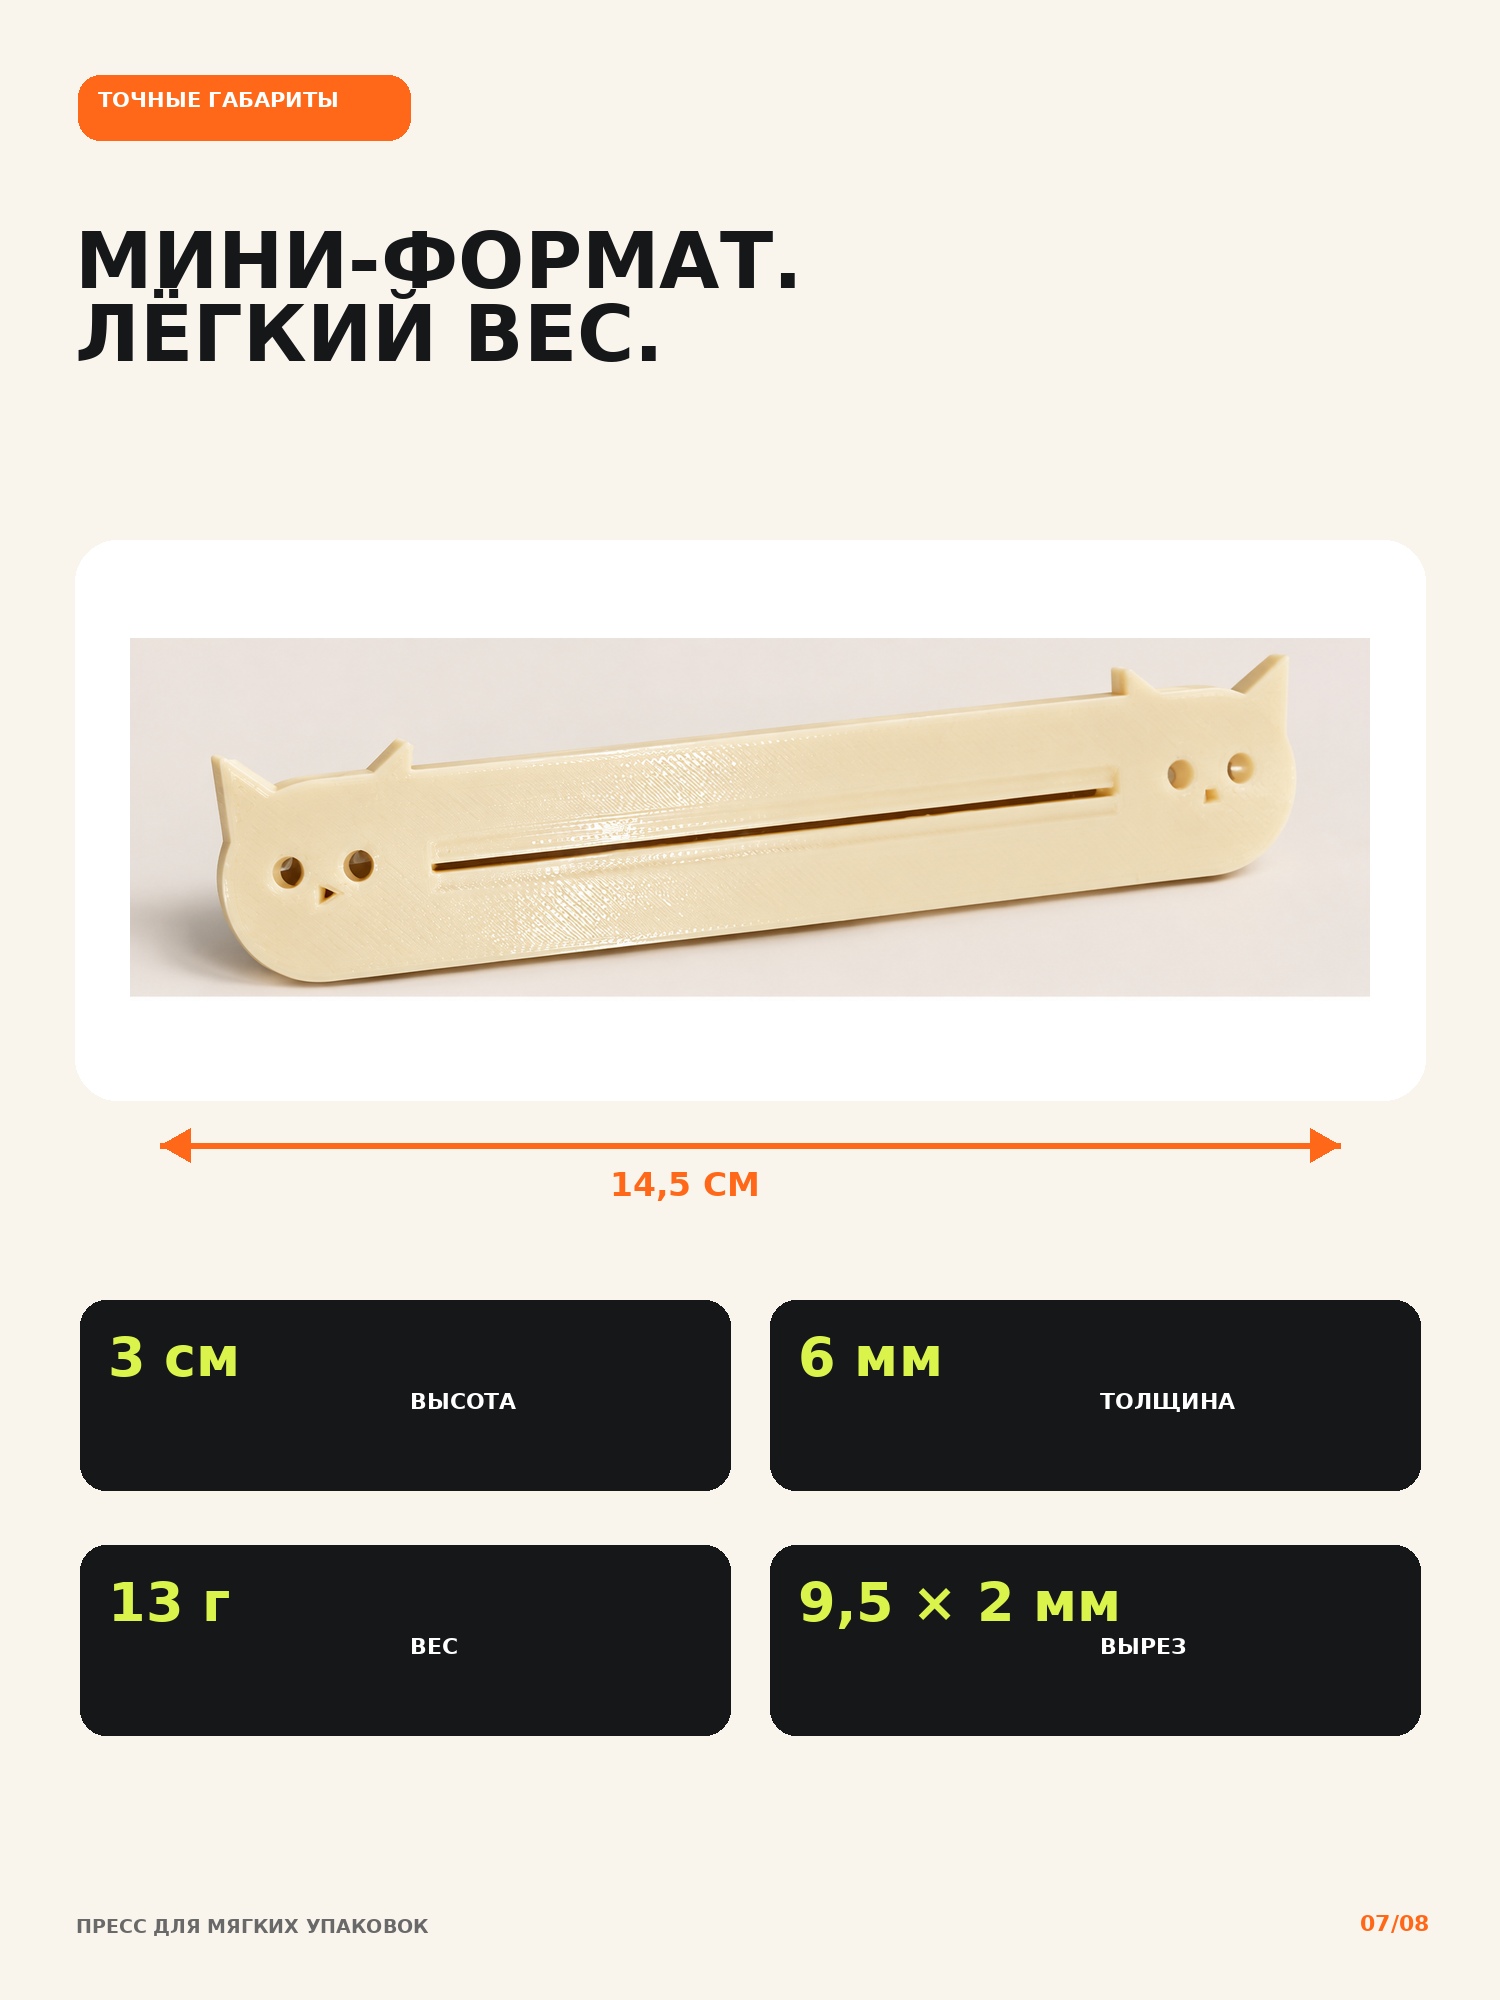 ТОЧНЫЕ ГАБАРИТЫ
МИНИ-ФОРМАТ.
ЛЁГКИЙ ВЕС.
14,5 СМ
3 см
ВЫСОТА
6 мм
ТОЛЩИНА
13 г
ВЕС
9,5 × 2 мм
ВЫРЕЗ
ПРЕСС ДЛЯ МЯГКИХ УПАКОВОК
07/08